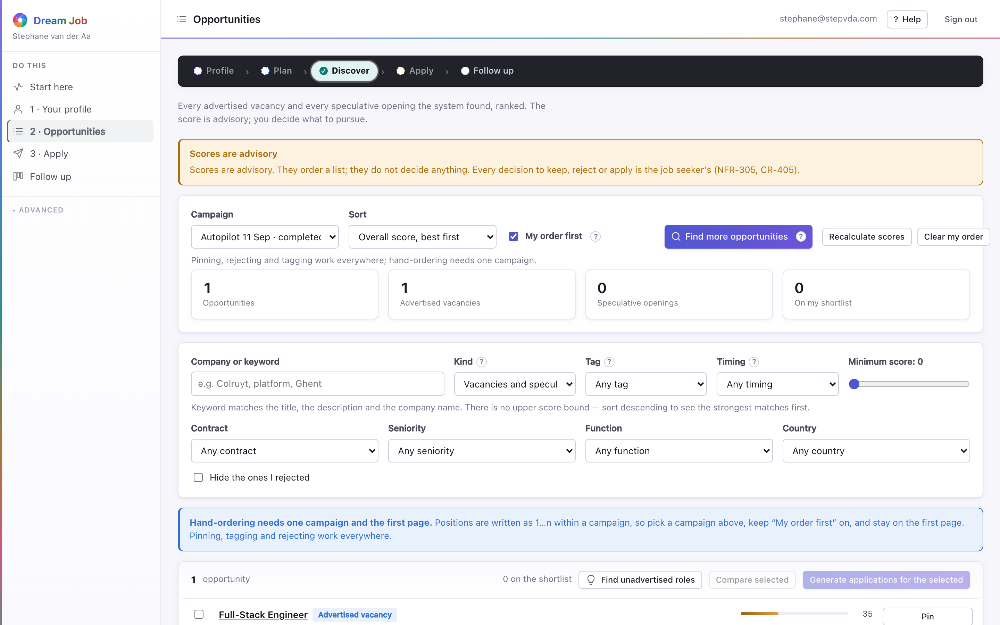 Dream Job
Stephane van der Aa
DO THIS
Start here
1 · Your profile
2 · Opportunities
3 · Apply
Follow up
ADVANCED
Opportunities
stephane@stepvda.com
? Help
Sign out
Profile › Plan › Discover › Apply › Follow up
Every advertised vacancy and every speculative opening the system found, ranked. The
score is advisory; you decide what to pursue.
Scores are advisory
Scores are advisory. They order a list; they do not decide anything. Every decision to keep, reject or apply is the job seeker's (NFR-305, CR-405).
Campaign
Sort
Autopilot 11 Sep · completed
Overall score, best first
My order first ?
Find more opportunities ?
Recalculate scores
Clear my order
Pinning, rejecting and tagging work everywhere; hand-ordering needs one campaign.
1
Opportunities
1
Advertised vacancies
0
Speculative openings
0
On my shortlist
Company or keyword
Kind ?
Tag ?
Timing ?
Minimum score: 0
e.g. Colruyt, platform, Ghent
Vacancies and specul
Any tag
Any timing
Keyword matches the title, the description and the company name. There is no upper score bound — sort descending to see the strongest matches first.
Contract
Seniority
Function
Country
Any contract
Any seniority
Any function
Any country
Hide the ones I rejected
Hand-ordering needs one campaign and the first page. Positions are written as 1…n within a campaign, so pick a campaign above, keep “My order first” on, and stay on the first page.
Pinning, tagging and rejecting work everywhere.
1 opportunity
0 on the shortlist
Find unadvertised roles
Compare selected
Generate applications for the selected
Full-Stack Engineer
Advertised vacancy
35
Pin